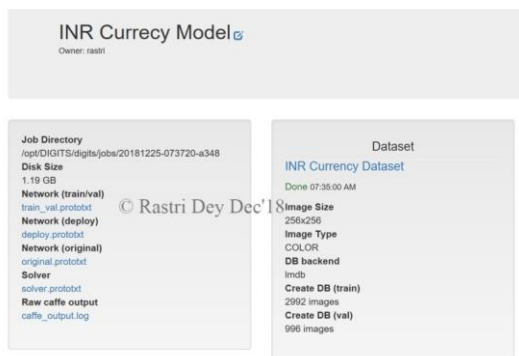 INR Currecy Model
Owner: rastri
Job Directory
/opt/DIGITS/digits/jobs/20181225-073720-a348
Disk Size
1.19 GB
Network (train/val)
train_val.prototxt
Network (deploy)
deploy.prototxt
Network (original)
original.prototxt
Solver
solver.prototxt
Raw caffe output
caffe_output.log
© Rastri Dey Dec'18
Dataset
INR Currency Dataset
Done 07:35:00 AM
Image Size
256x256
Image Type
COLOR
DB backend
lmdb
Create DB (train)
2992 images
Create DB (val)
996 images